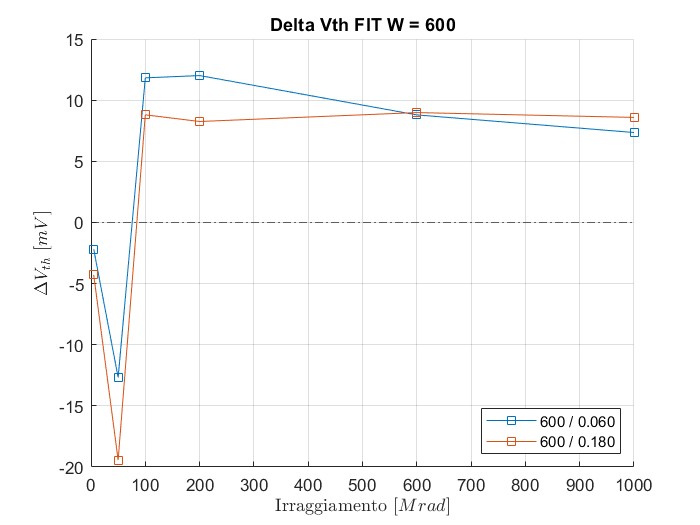 Delta Vth FIT W = 600
15
10
5
0
-5
-10
-15
-20
ΔV_th [mV]
0 100 200 300 400 500 600 700 800 900 1000
Irraggiamento [Mrad]
600 / 0.060
600 / 0.180